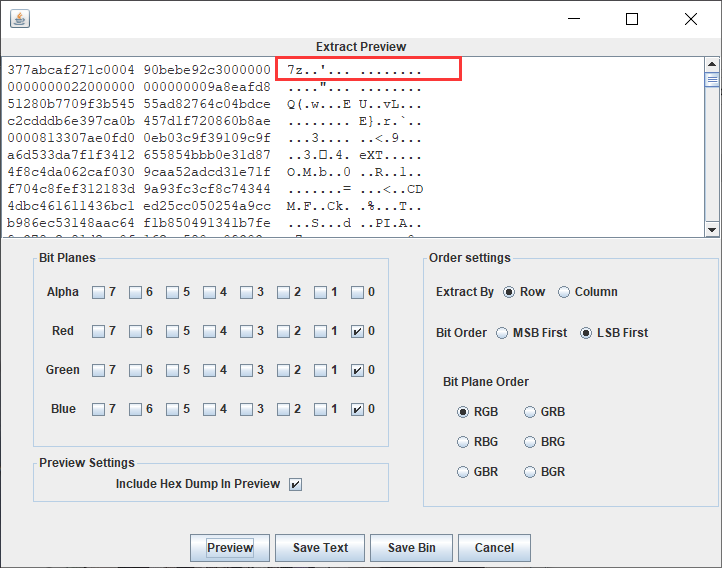 Extract Preview
377abcaf271c0004 90bebe92c3000000 7z..'... ........
0000000022000000 000000009a8eafd8 ...."... ........
51280b7709f3b545 55ad82764c04bdce Q(.w...E U..vL...
c2cdddb6e397ca0b 457d1f720860b8ae ........ E}.r.`..
0000813307ae0fd0 0eb03c9f39109c9f ...3.... ..<.9...
a6d533da7f1f3412 655854bbb0e31d87 ..3.□.4. eXT.....
4f8c4da062caf030 9caa52adcd31e71f O.M.b..0 ..R..1..
f704c8fef312183d 9a93fc3cf8c74344 .......= ...<..CD
4dbc461611436bc1 ed25cc050254a9cc M.F..Ck. .%...T..
b986ec53148aac64 f1b850491341b7fe ...S...d ..PI.A..
Bit Planes
Alpha 7 6 5 4 3 2 1 0
Red 7 6 5 4 3 2 1 0
Green 7 6 5 4 3 2 1 0
Blue 7 6 5 4 3 2 1 0
Preview Settings
Include Hex Dump In Preview
Order settings
Extract By Row Column
Bit Order MSB First LSB First
Bit Plane Order
RGB GRB
RBG BRG
GBR BGR
Preview Save Text Save Bin Cancel